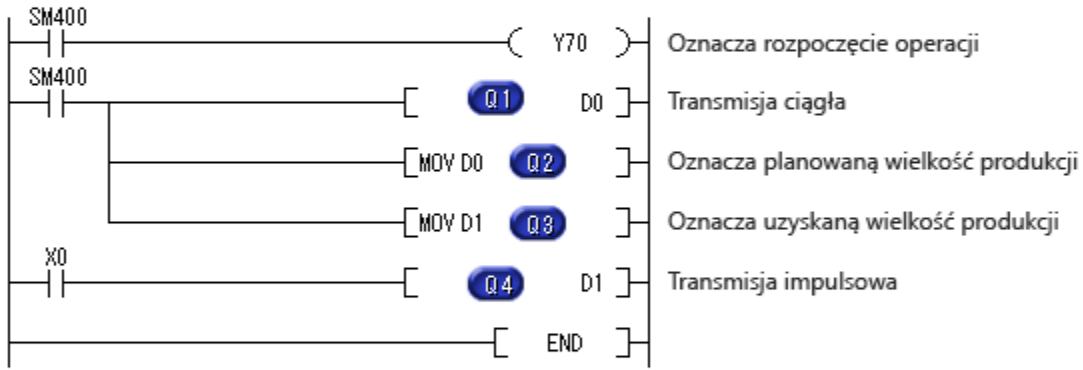 SM400
Y70 Oznacza rozpoczęcie operacji
SM400
Q1 D0 Transmisja ciągła
MOV D0 Q2 Oznacza planowaną wielkość produkcji
MOV D1 Q3 Oznacza uzyskaną wielkość produkcji
X0
Q4 D1 Transmisja impulsowa
END